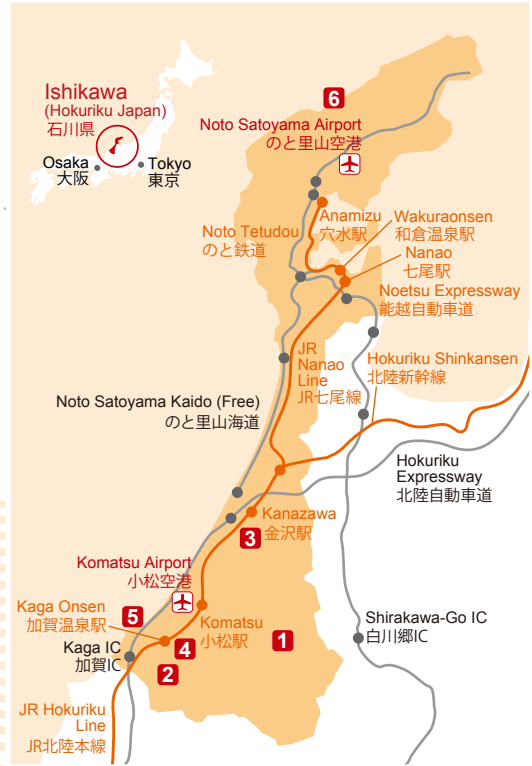 Ishikawa
(Hokuriku Japan)
石川県
Osaka
大阪
Tokyo
東京
6
Noto Satoyama Airport
のと里山空港
Noto Tetudou
のと鉄道
Anamizu
穴水駅
Wakuraonsen
和倉温泉駅
Nanao
七尾駅
Noetsu Expressway
能越自動車道
JR
Nanao
Line
JR七尾線
Hokuriku Shinkansen
北陸新幹線
Noto Satoyama Kaido (Free)
のと里山海道
Hokuriku
Expressway
北陸自動車道
Kanazawa
金沢駅
3
Komatsu Airport
小松空港
5
Kaga Onsen
加賀温泉駅
Komatsu
小松駅
1
Shirakawa-Go IC
白川郷IC
Kaga IC
加賀IC
4
2
JR Hokuriku
Line
JR北陸本線